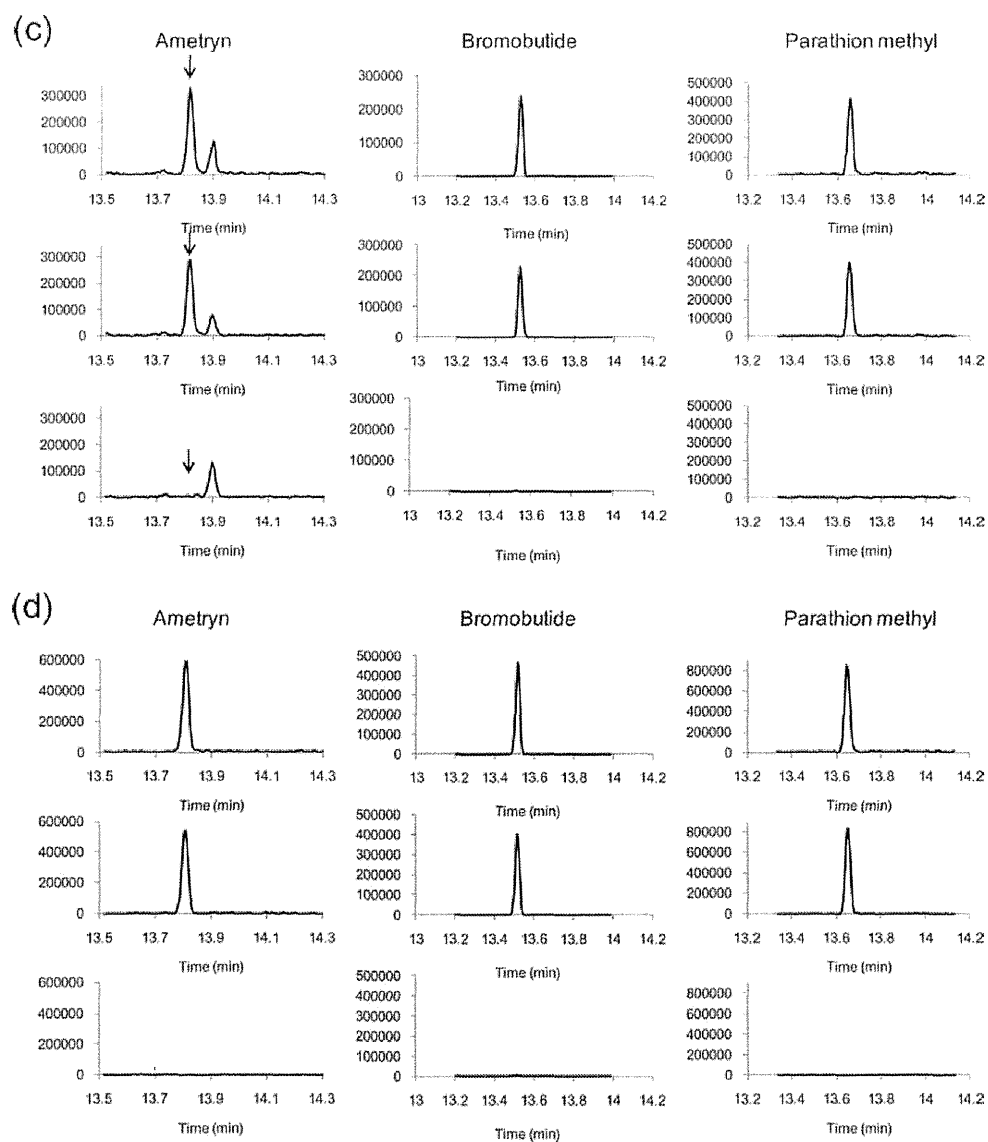 (c)
Ametryn Bromobutide Parathion methyl
300000
200000
100000
0
13.5 13.7 13.9 14.1 14.3
Time (min)
300000
200000
100000
0
13 13.2 13.4 13.6 13.8 14 14.2
Time (min)
500000
400000
300000
200000
100000
0
13.2 13.4 13.6 13.8 14 14.2
Time (min)
300000
200000
100000
0
13.5 13.7 13.9 14.1 14.3
Time (min)
300000
200000
100000
0
13 13.2 13.4 13.6 13.8 14 14.2
Time (min)
500000
400000
300000
200000
100000
0
13.2 13.4 13.6 13.8 14 14.2
Time (min)
300000
200000
100000
0
13.5 13.7 13.9 14.1 14.3
Time (min)
300000
200000
100000
0
13 13.2 13.4 13.6 13.8 14 14.2
Time (min)
500000
400000
300000
200000
100000
0
13.2 13.4 13.6 13.8 14 14.2
Time (min)
(d)
Ametryn Bromobutide Parathion methyl
600000
400000
200000
0
13.5 13.7 13.9 14.1 14.3
Time (min)
500000
400000
300000
200000
100000
0
13 13.2 13.4 13.6 13.8 14 14.2
Time (min)
800000
600000
400000
200000
0
13.2 13.4 13.6 13.8 14 14.2
Time (min)
600000
400000
200000
0
13.5 13.7 13.9 14.1 14.3
Time (min)
500000
400000
300000
200000
100000
0
13 13.2 13.4 13.6 13.8 14 14.2
Time (min)
800000
600000
400000
200000
0
13.2 13.4 13.6 13.8 14 14.2
Time (min)
600000
400000
200000
0
13.5 13.7 13.9 14.1 14.3
Time (min)
500000
400000
300000
200000
100000
0
13 13.2 13.4 13.6 13.8 14 14.2
Time (min)
800000
600000
400000
200000
0
13.2 13.4 13.6 13.8 14 14.2
Time (min)